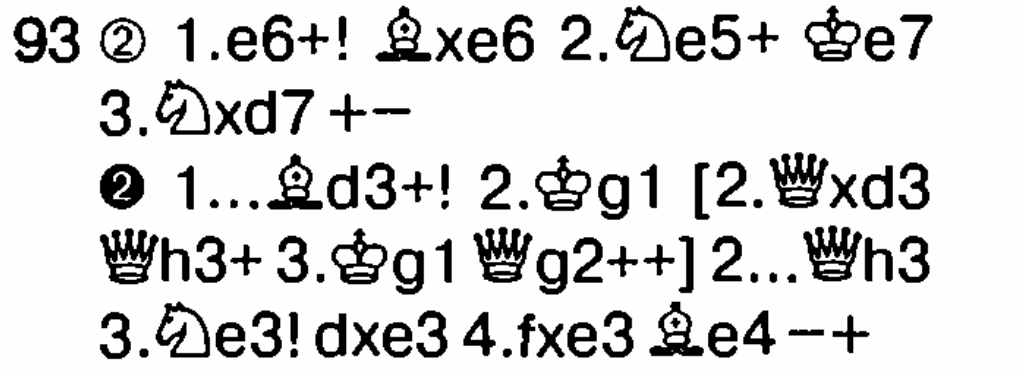 93 ② 1.e6+! ♗xe6 2.♘e5+ ♔e7
3.♘xd7 +−
❷ 1...♗d3+! 2.♔g1 [2.♕xd3
♕h3+ 3.♔g1 ♕g2++] 2...♕h3
3.♘e3! dxe3 4.fxe3 ♗e4 −+